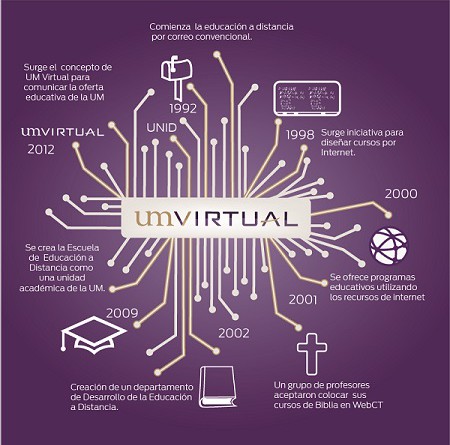 Comienza la educación a distancia
por correo convencional.
Surge el concepto de
UM Virtual para
comunicar la oferta
educativa de la UM
1992
UNID
umVIRTUAL
2012
1998
Surge iniciativa para
diseñar cursos por
Internet.
2000
umVIRTUAL
Se crea la Escuela
de Educación a
Distancia como
una unidad
académica de la UM.
Se ofrece programas
educativos utilizando
los recursos de internet
2009
2001
2002
Creación de un departamento
de Desarrollo de la Educación
a Distancia.
Un grupo de profesores
aceptaron colocar sus
cursos de Biblia en WebCT